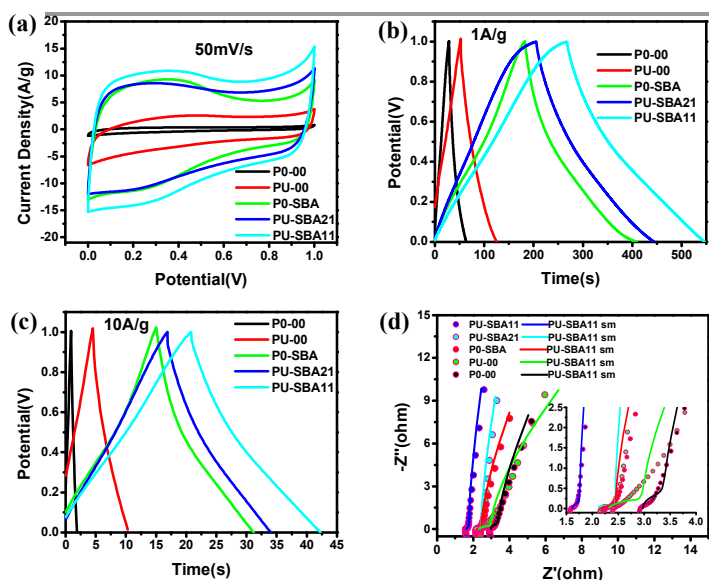 (a)
50mV/s
P0-00
PU-00
P0-SBA
PU-SBA21
PU-SBA11
25
20
15
10
5
0
-5
-10
-15
-20
Current Density(A/g)
0.0 0.2 0.4 0.6 0.8 1.0
Potential(V)
(b)
1A/g
P0-00
PU-00
P0-SBA
PU-SBA21
PU-SBA11
1.2
1.0
0.8
0.6
0.4
0.2
0.0
Potential(V)
0 100 200 300 400 500
Time(s)
(c)
10A/g
P0-00
PU-00
P0-SBA
PU-SBA21
PU-SBA11
1.0
0.8
0.6
0.4
0.2
0.0
Potential(V)
0 5 10 15 20 25 30 35 40 45
Time(s)
(d)
PU-SBA11 PU-SBA11 sm
PU-SBA21 PU-SBA11 sm
P0-SBA PU-SBA11 sm
PU-00 PU-SBA11 sm
P0-00 PU-SBA11 sm
15
12
9
6
3
0
-Z''(ohm)
2.5
2.0
1.5
1.0
0.5
0.0
1.6 2.4 3.2 4.0
0 2 4 6 8 10 12 14
Z'(ohm)